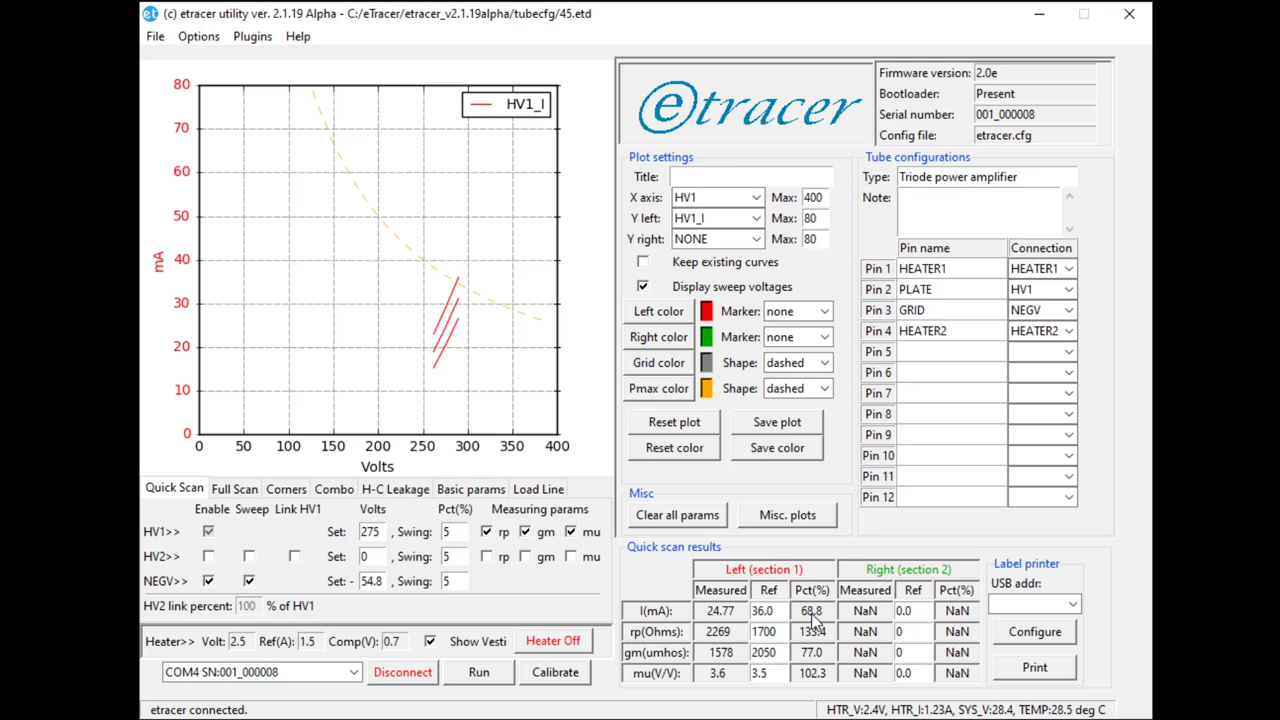 (c) etracer utility ver. 2.1.19 Alpha - C:/eTracer/etracer_v2.1.19alpha/tubecfg/45.etd
File Options Plugins Help
80
70
60
50
40
30
20
10
0
mA
HV1_I
0 50 100 150 200 250 300 350 400
Volts
etracer
Firmware version: 2.0e
Bootloader: Present
Serial number: 001_000008
Config file: etracer.cfg
Plot settings
Title:
X axis: HV1 Max: 400
Y left: HV1_I Max: 80
Y right: NONE Max: 80
Keep existing curves
Display sweep voltages
Left color Marker: none
Right color Marker: none
Grid color Shape: dashed
Pmax color Shape: dashed
Reset plot Save plot
Reset color Save color
Misc
Clear all params Misc. plots
Tube configurations
Type: Triode power amplifier
Note:
Pin name Connection
Pin 1 HEATER1 HEATER1
Pin 2 PLATE HV1
Pin 3 GRID NEGV
Pin 4 HEATER2 HEATER2
Pin 5
Pin 6
Pin 7
Pin 8
Pin 9
Pin 10
Pin 11
Pin 12
Quick Scan Full Scan Corners Combo H-C Leakage Basic params Load Line
Enable Sweep Link HV1 Volts Pct(%) Measuring params
HV1>> Set: 275 , Swing: 5 rp gm mu
HV2>> Set: 0 , Swing: 5 rp gm mu
NEGV>> Set: - 54.8 , Swing: 5
HV2 link percent: 100 % of HV1
Heater>> Volt: 2.5 Ref(A): 1.5 Comp(V): 0.7 Show Vesti Heater Off
COM4 SN:001_000008 Disconnect Run Calibrate
Quick scan results
Left (section 1) Right (section 2)
Measured Ref Pct(%) Measured Ref Pct(%)
I(mA): 24.77 36.0 68.8 NaN 0.0 NaN
rp(Ohms): 2269 1700 133.4 NaN 0 NaN
gm(umhos): 1578 2050 77.0 NaN 0 NaN
mu(V/V): 3.6 3.5 102.3 NaN 0.0 NaN
Label printer
USB addr:
Configure
Print
etracer connected.
HTR_V:2.4V, HTR_I:1.23A, SYS_V:28.4, TEMP:28.5 deg C